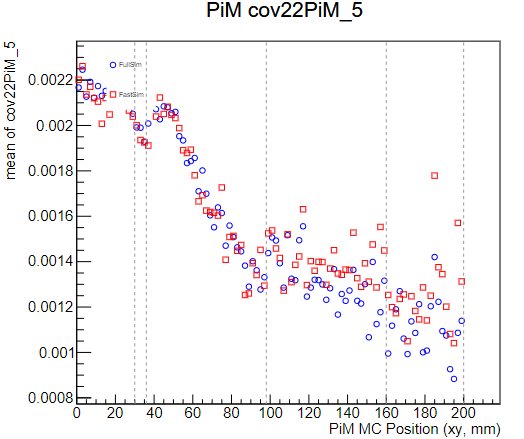 PiM cov22PiM_5
mean of cov22PiM_5
FullSim
FastSim
0.0022
0.002
0.0018
0.0016
0.0014
0.0012
0.001
0.0008
0 20 40 60 80 100 120 140 160 180 200
PiM MC Position (xy, mm)